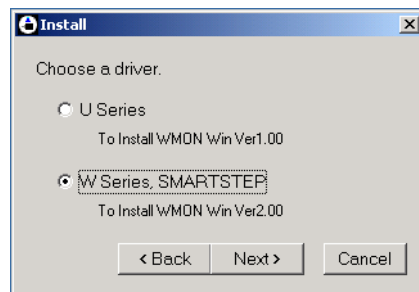 Install
Choose a driver.
U Series
To Install WMON Win Ver1.00
W Series, SMARTSTEP
To Install WMON Win Ver2.00
< Back Next > Cancel